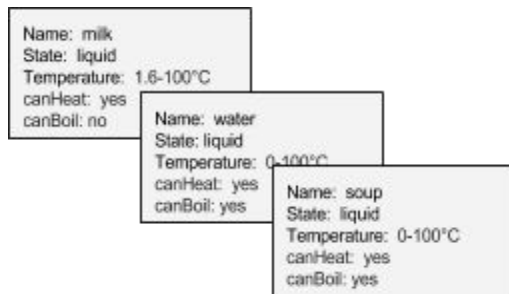 Name: milk
State: liquid
Temperature: 1.6-100°C
canHeat: yes
canBoil: no
Name: water
State: liquid
Temperature: 0-100°C
canHeat: yes
canBoil: yes
Name: soup
State: liquid
Temperature: 0-100°C
canHeat: yes
canBoil: yes